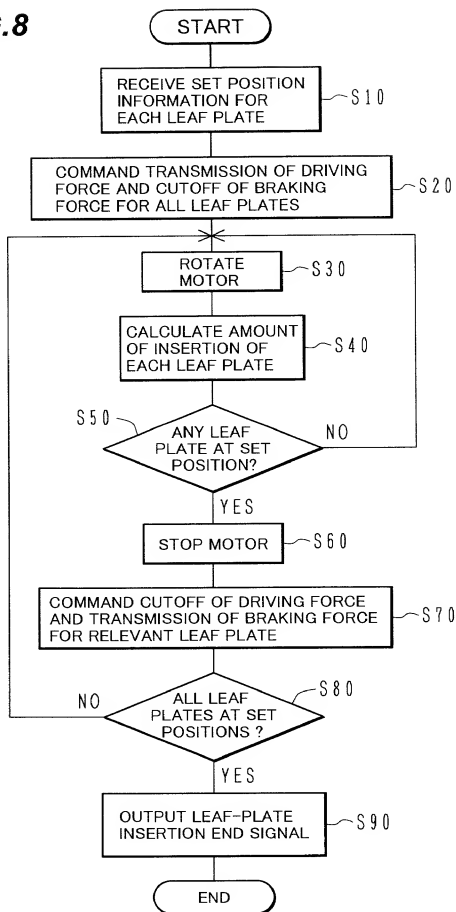 .8
START
RECEIVE SET POSITION
INFORMATION FOR
EACH LEAF PLATE
S10
COMMAND TRANSMISSION OF DRIVING
FORCE AND CUTOFF OF BRAKING
FORCE FOR ALL LEAF PLATES
S20
ROTATE
MOTOR
S30
CALCULATE AMOUNT
OF INSERTION OF
EACH LEAF PLATE
S40
S50
ANY LEAF
PLATE AT SET
POSITION?
NO
YES
STOP MOTOR
S60
COMMAND CUTOFF OF DRIVING FORCE
AND TRANSMISSION OF BRAKING FORCE
FOR RELEVANT LEAF PLATE
S70
S80
NO
ALL LEAF
PLATES AT SET
POSITIONS ?
YES
OUTPUT LEAF-PLATE
INSERTION END SIGNAL
S90
END